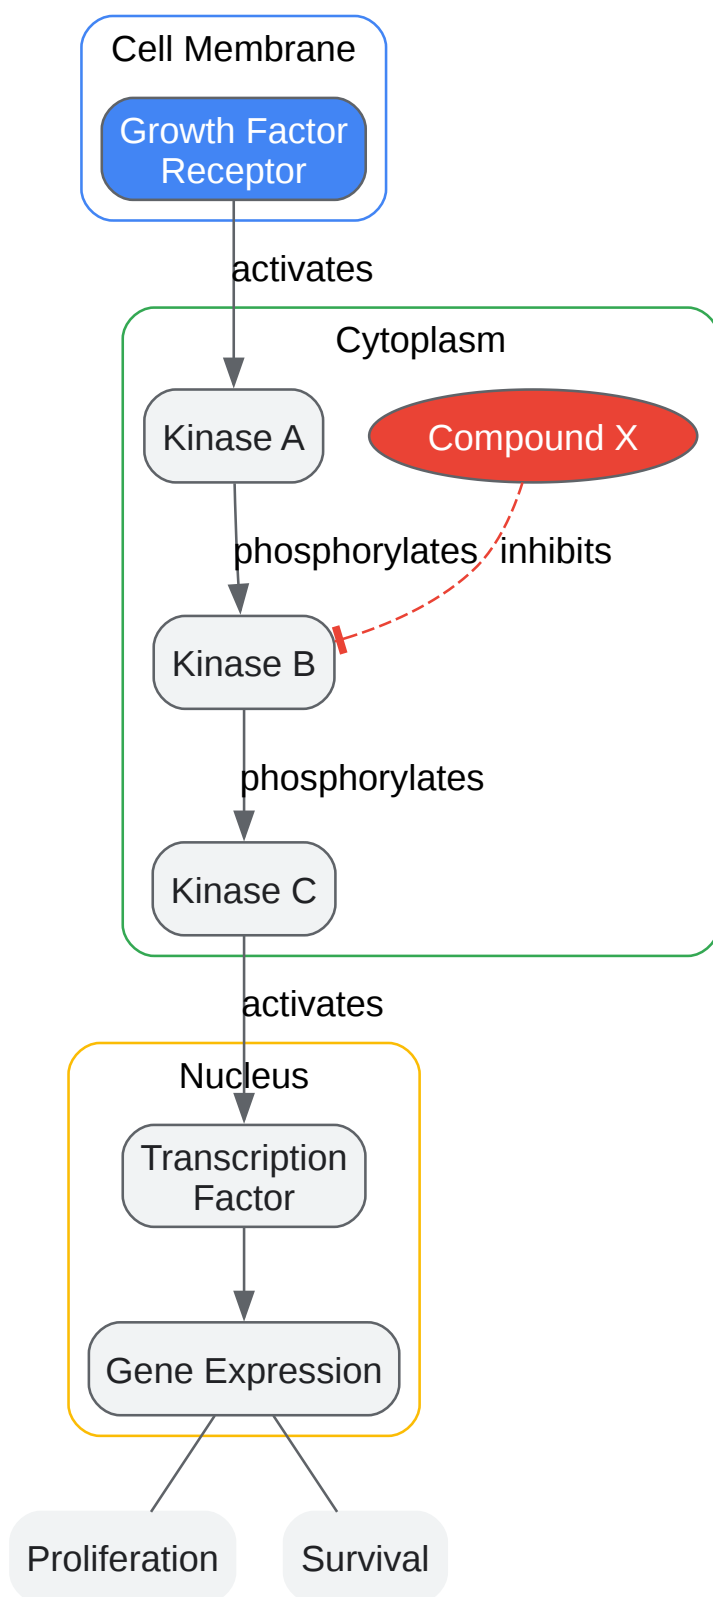 Cell Membrane
Growth Factor
Receptor
activates
Cytoplasm
Kinase A
Compound X
phosphorylates
inhibits
Kinase B
phosphorylates
Kinase C
activates
Nucleus
Transcription
Factor
Gene Expression
Proliferation
Survival